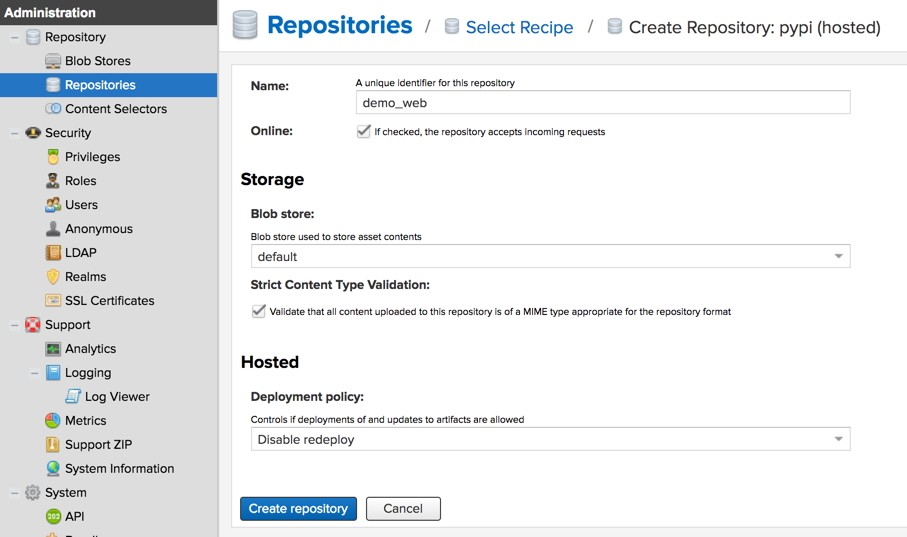 Administration
Repository
Blob Stores
Repositories
Content Selectors
Security
Privileges
Roles
Users
Anonymous
LDAP
Realms
SSL Certificates
Support
Analytics
Logging
Log Viewer
Metrics
Support ZIP
System Information
System
API
Repositories / Select Recipe / Create Repository: pypi (hosted)
Name:
A unique identifier for this repository
demo_web
Online:
If checked, the repository accepts incoming requests
Storage
Blob store:
Blob store used to store asset contents
default
Strict Content Type Validation:
Validate that all content uploaded to this repository is of a MIME type appropriate for the repository format
Hosted
Deployment policy:
Controls if deployments of and updates to artifacts are allowed
Disable redeploy
Create repository
Cancel